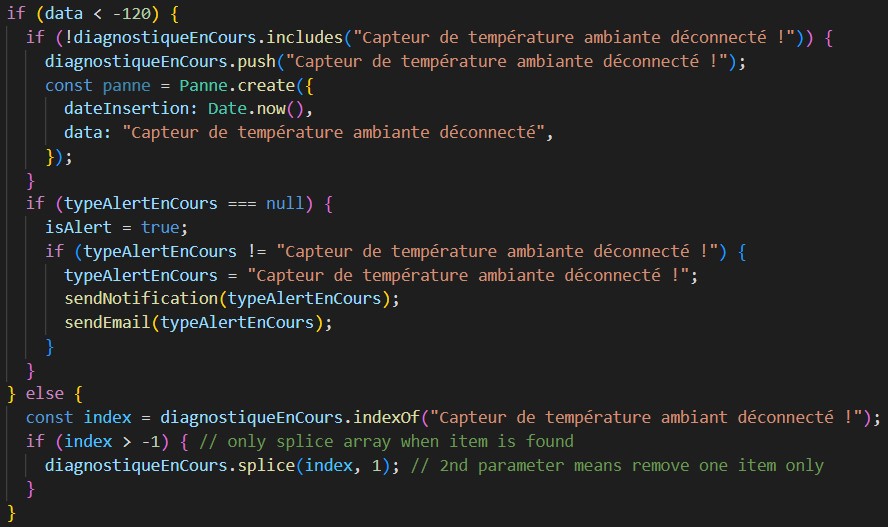 if (data < -120) {
  if (!diagnostiqueEnCours.includes("Capteur de température ambiante déconnecté !")) {
    diagnostiqueEnCours.push("Capteur de température ambiante déconnecté !");
    const panne = Panne.create({
      dateInsertion: Date.now(),
      data: "Capteur de température ambiante déconnecté",
    });
  }
  if (typeAlertEnCours === null) {
    isAlert = true;
    if (typeAlertEnCours != "Capteur de température ambiante déconnecté !") {
      typeAlertEnCours = "Capteur de température ambiante déconnecté !";
      sendNotification(typeAlertEnCours);
      sendEmail(typeAlertEnCours);
    }
  }
} else {
  const index = diagnostiqueEnCours.indexOf("Capteur de température ambiant déconnecté !");
  if (index > -1) { // only splice array when item is found
    diagnostiqueEnCours.splice(index, 1); // 2nd parameter means remove one item only
  }
}